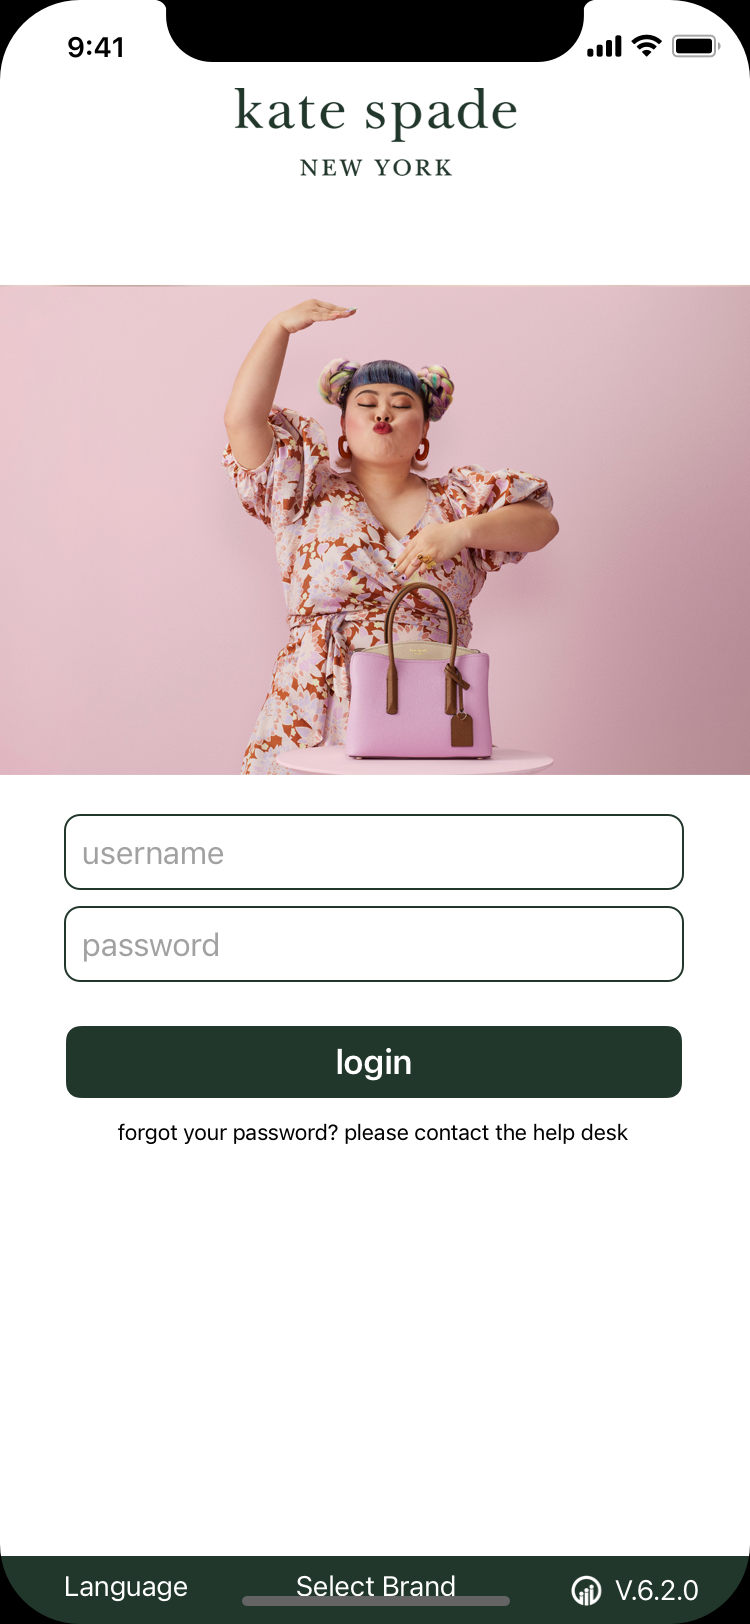 9:41
kate spade
NEW YORK
username
password
login
forgot your password? please contact the help desk
Language
Select Brand
V.6.2.0